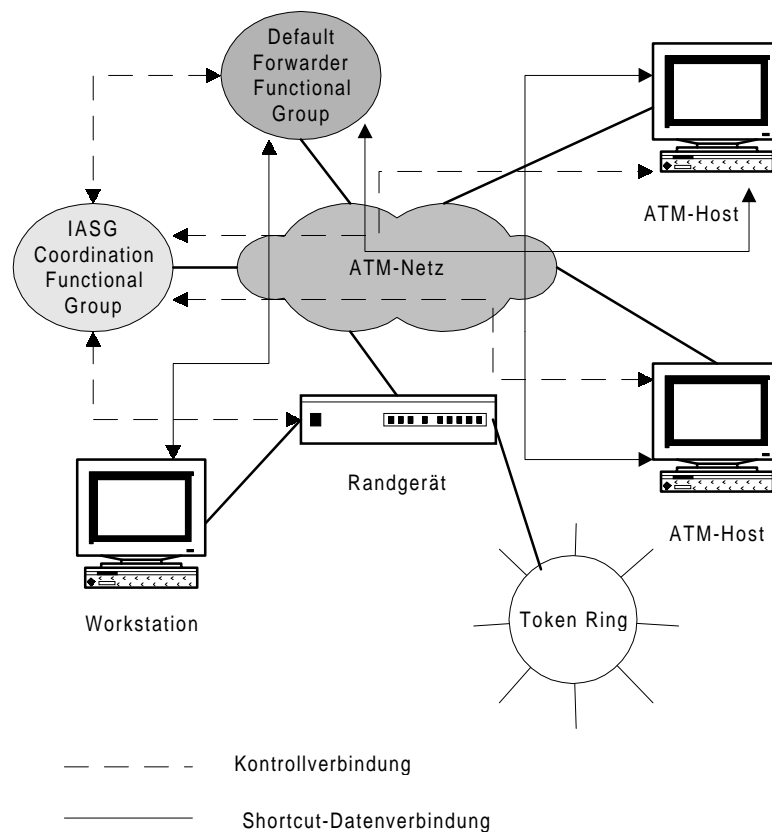 Default
Forwarder
Functional
Group
ATM-Host
IASG
Coordination
Functional
Group
ATM-Netz
Randgerät
ATM-Host
Workstation
Token Ring
Kontrollverbindung
Shortcut-Datenverbindung